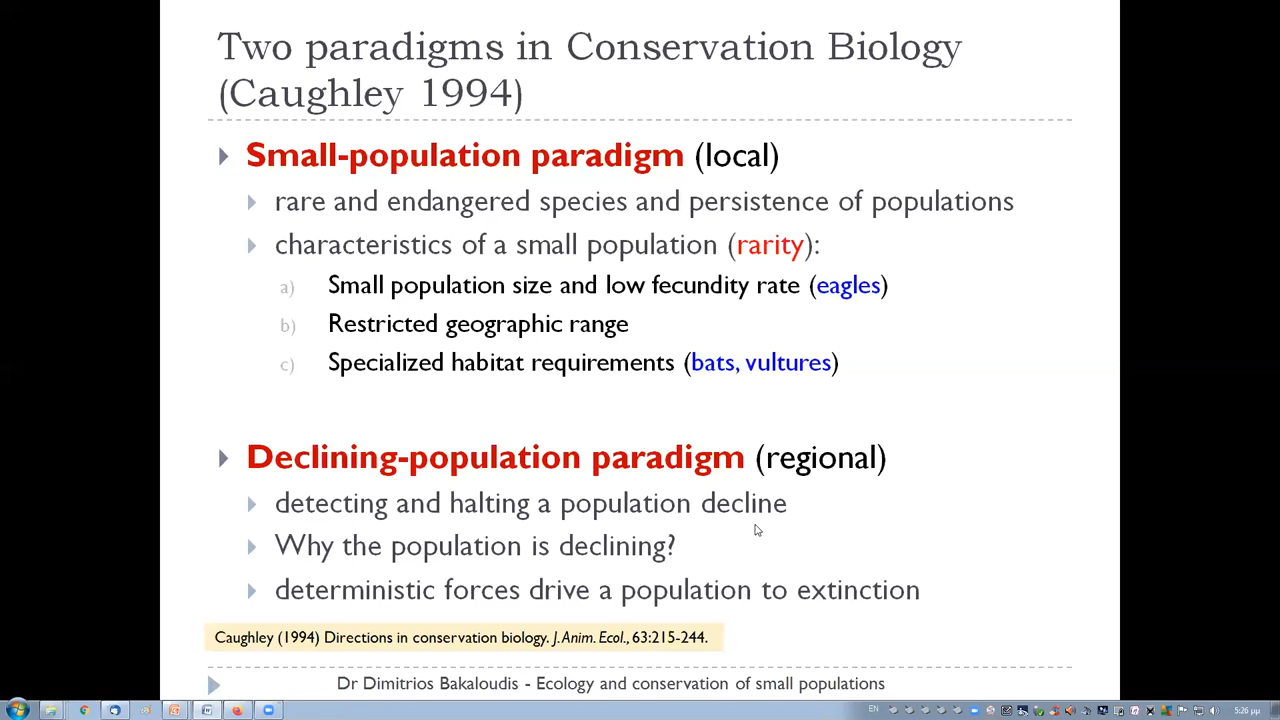 Two paradigms in Conservation Biology
(Caughley 1994)
Small-population paradigm (local)
rare and endangered species and persistence of populations
characteristics of a small population (rarity):
a) Small population size and low fecundity rate (eagles)
b) Restricted geographic range
c) Specialized habitat requirements (bats, vultures)
Declining-population paradigm (regional)
detecting and halting a population decline
Why the population is declining?
deterministic forces drive a population to extinction
Caughley (1994) Directions in conservation biology. J. Anim. Ecol., 63:215-244.
Dr Dimitrios Bakaloudis - Ecology and conservation of small populations
EN 5:26 μμ